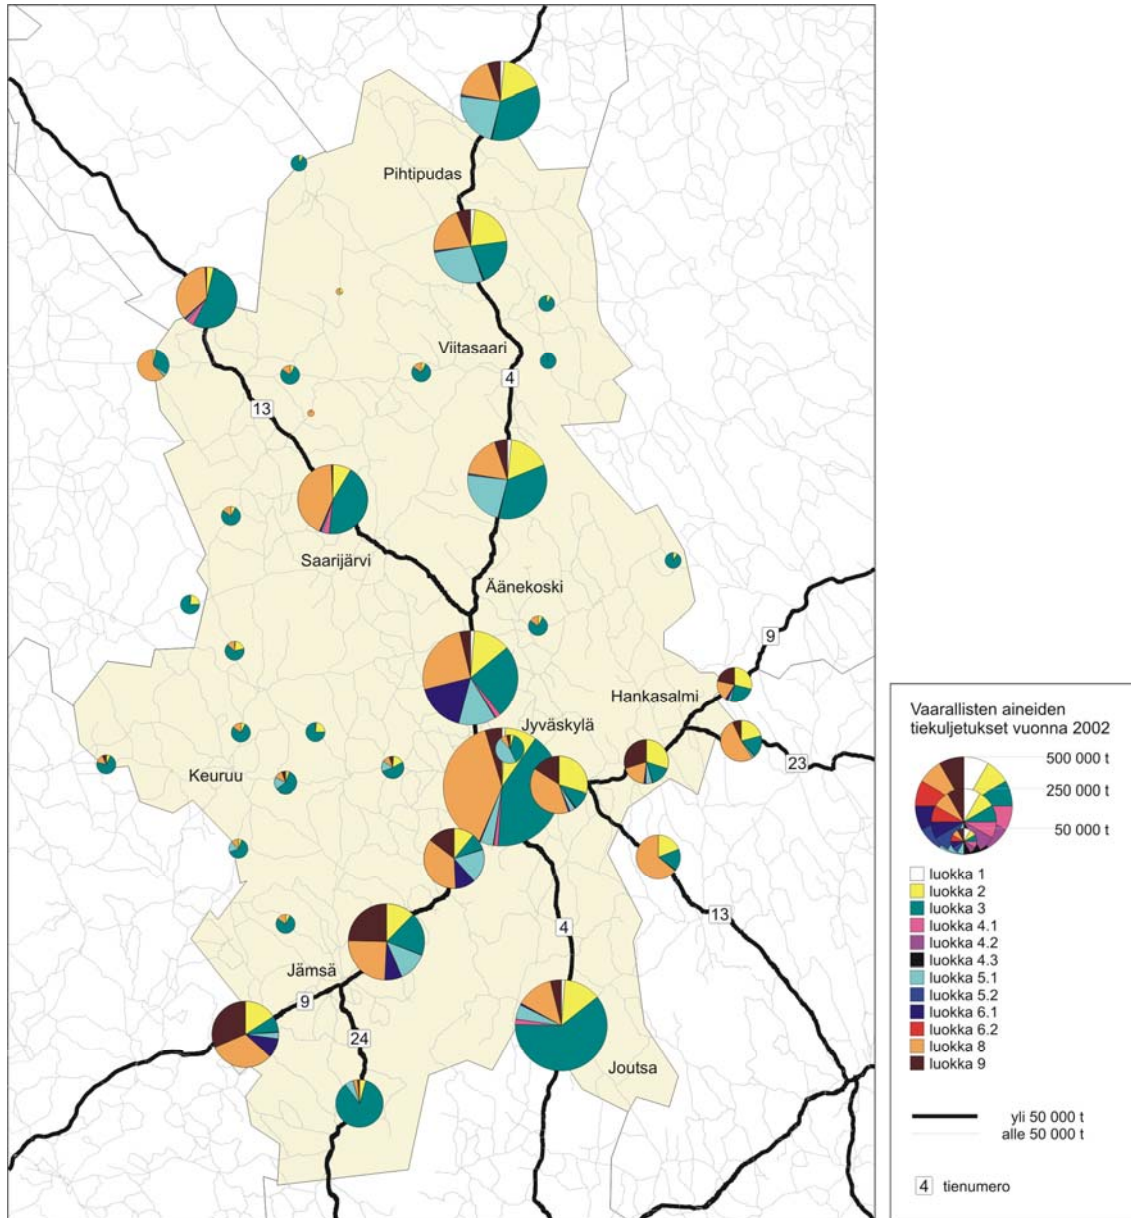 Pihtipudas
Viitasaari
4
13
Saarijärvi
Äänekoski
9
Hankasalmi
Jyväskylä
23
Keuruu
13
4
Jämsä
9
24
Joutsa
Vaarallisten aineiden
tiekuljetukset vuonna 2002
500 000 t
250 000 t
50 000 t
luokka 1
luokka 2
luokka 3
luokka 4.1
luokka 4.2
luokka 4.3
luokka 5.1
luokka 5.2
luokka 6.1
luokka 6.2
luokka 8
luokka 9
yli 50 000 t
alle 50 000 t
4 tienumero